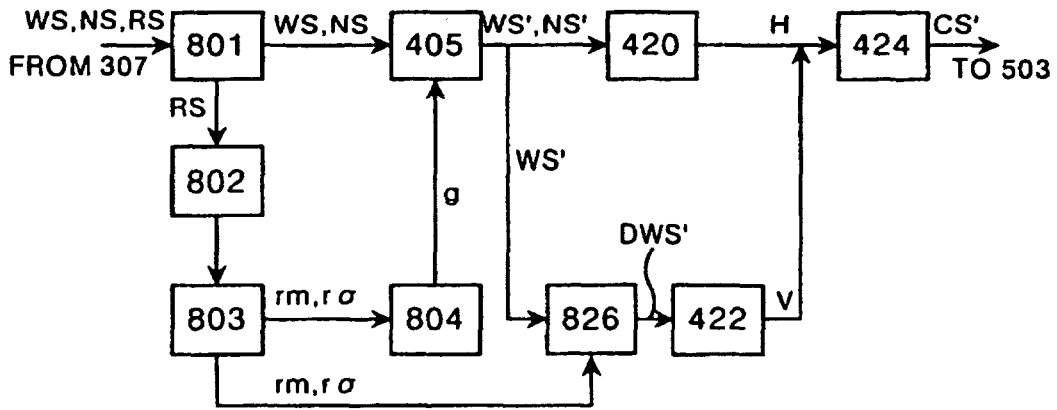 WS,NS,RS
FROM 307
801
WS,NS
405
WS',NS'
420
H
424
CS'
TO 503
RS
802
WS'
g
DWS'
803
rm,rσ
804
826
422
V
rm,rσ